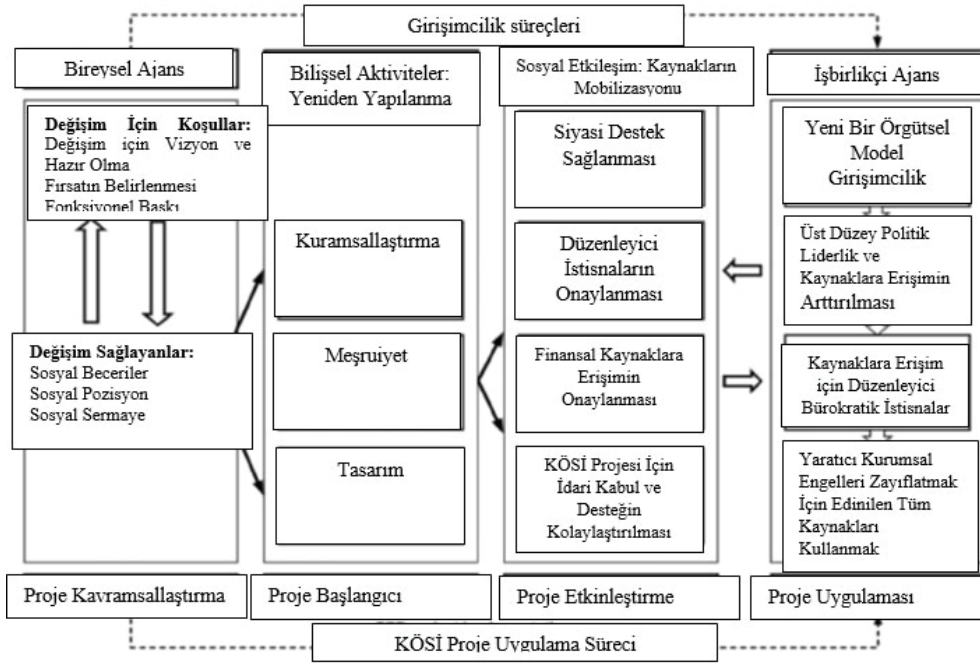 Girişimcilik süreçleri
Bireysel Ajans
Değişim İçin Koşullar:
Değişim için Vizyon ve
Hazır Olma
Fırsatın Belirlenmesi
Fonksiyonel Baskı
Değişim Sağlayanlar:
Sosyal Beceriler
Sosyal Pozisyon
Sosyal Sermaye
Proje Kavramsallaştırma
Bilişsel Aktiviteler:
Yeniden Yapılanma
Kuramsallaştırma
Meşruiyet
Tasarım
Proje Başlangıcı
Sosyal Etkileşim: Kaynakların
Mobilizasyonu
Siyasi Destek
Sağlanması
Düzenleyici
İstisnaların
Onaylanması
Finansal Kaynaklara
Erişimin
Onaylanması
KÖSİ Projesi İçin
İdari Kabul ve
Desteğin
Kolaylaştırılması
Proje Etkinleştirme
İşbirlikçi Ajans
Yeni Bir Örgütsel
Model
Girişimcilik
Üst Düzey Politik
Liderlik ve
Kaynaklara Erişimin
Arttırılması
Kaynaklara Erişim
için Düzenleyici
Bürokratik İstisnalar
Yaratıcı Kurumsal
Engelleri Zayıflatmak
İçin Edinilen Tüm
Kaynakları
Kullanmak
Proje Uygulaması
KÖSİ Proje Uygulama Süreci